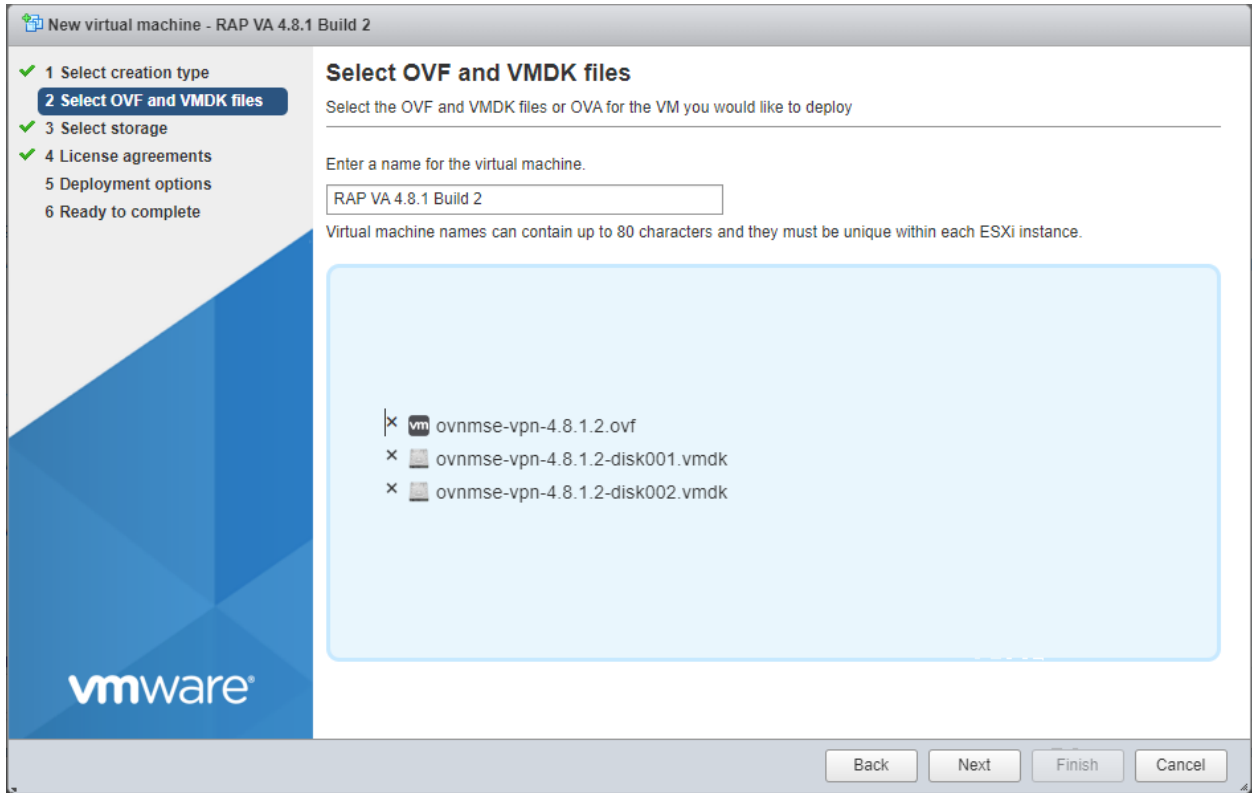 New virtual machine - RAP VA 4.8.1 Build 2
1 Select creation type
2 Select OVF and VMDK files
3 Select storage
4 License agreements
5 Deployment options
6 Ready to complete
Select OVF and VMDK files
Select the OVF and VMDK files or OVA for the VM you would like to deploy
Enter a name for the virtual machine.
RAP VA 4.8.1 Build 2
Virtual machine names can contain up to 80 characters and they must be unique within each ESXi instance.
× vm ovnmse-vpn-4.8.1.2.ovf
× ovnmse-vpn-4.8.1.2-disk001.vmdk
× ovnmse-vpn-4.8.1.2-disk002.vmdk
vmware®
Back Next Finish Cancel